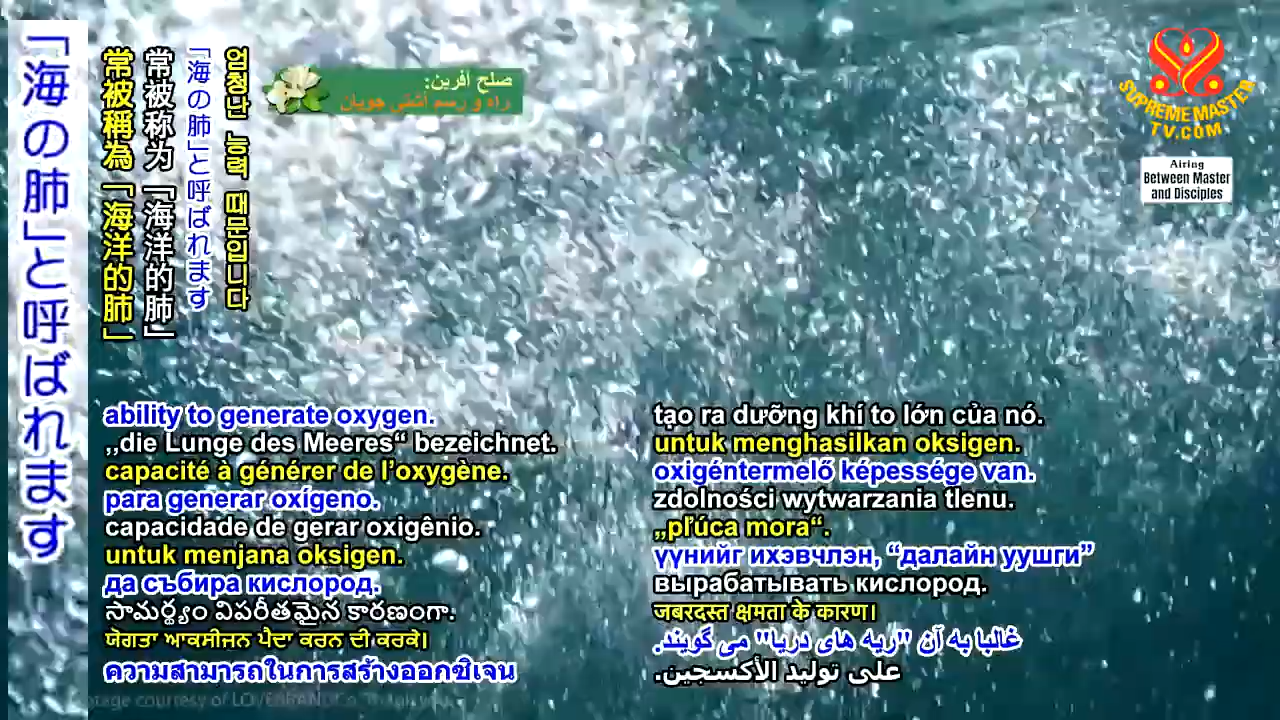 「海の肺」と呼ばれます
常被稱為「海洋的肺」
常被称为「海洋的肺」
「海の肺」と呼ばれます
엄청난 능력 때문입니다
صلح آفرین:
راه و رسم آشتی جویان
SUPREME MASTER
TV.COM
Airing
Between Master
and Disciples
ability to generate oxygen.
„die Lunge des Meeres“ bezeichnet.
capacité à générer de l’oxygène.
para generar oxígeno.
capacidade de gerar oxigênio.
untuk menjana oksigen.
да събира кислород.
సామర్థ్యం విపరీతమైన కారణంగా.
ਯੋਗਤਾ ਆਕਸੀਜਨ ਪੈਦਾ ਕਰਨ ਦੀ ਕਰਕੇ।
ความสามารถในการสร้างออกซิเจน
tạo ra dưỡng khí to lớn của nó.
untuk menghasilkan oksigen.
oxigéntermelő képessége van.
zdolności wytwarzania tlenu.
„pľúca mora“.
үүнийг ихэвчлэн, “далайн уушги”
вырабатывать кислород.
जबरदस्त क्षमता के कारण।
غالبا به آن "ریه های دریا" می گویند.
على توليد الأكسجين.